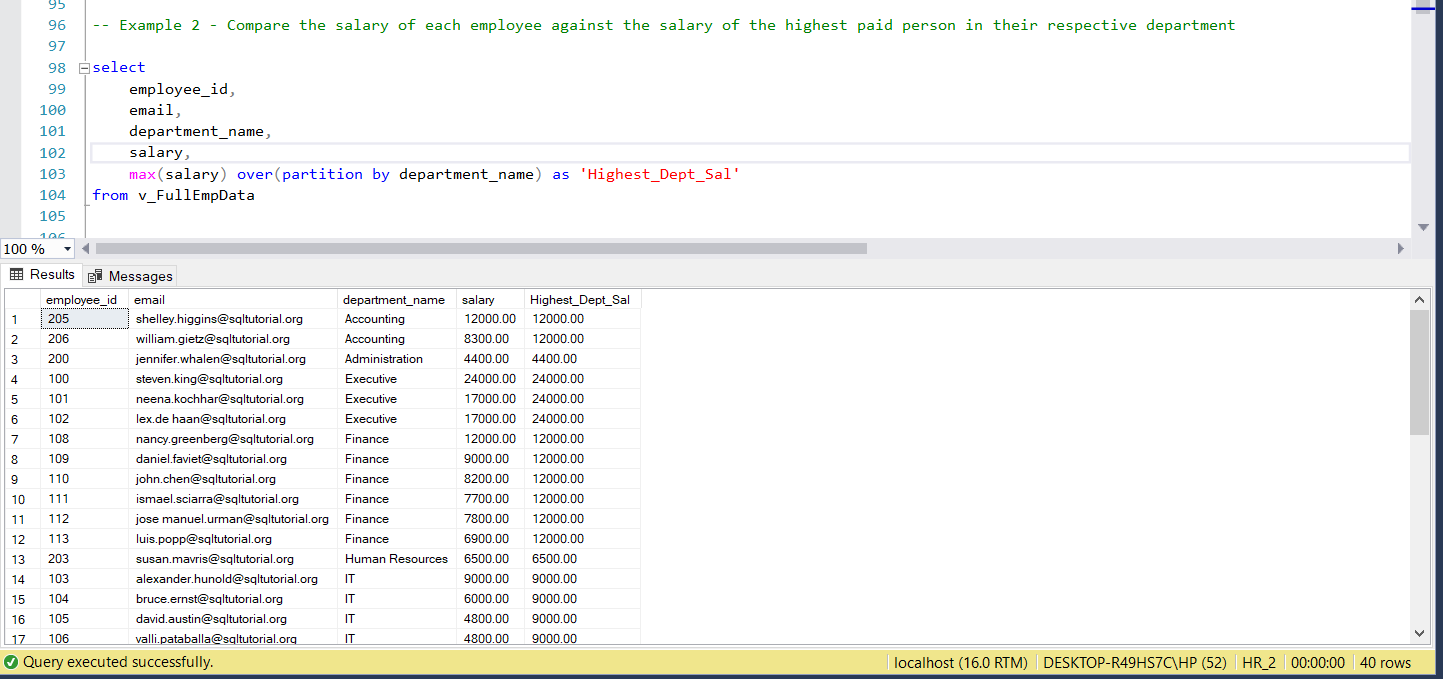 95
96 -- Example 2 - Compare the salary of each employee against the salary of the highest paid person in their respective department
97
98 select
99 employee_id,
100 email,
101 department_name,
102 salary,
103 max(salary) over(partition by department_name) as 'Highest_Dept_Sal'
104 from v_FullEmpData
105
106
100 %
Results Messages
employee_id email department_name salary Highest_Dept_Sal
1 205 shelley.higgins@sqltutorial.org Accounting 12000.00 12000.00
2 206 william.gietz@sqltutorial.org Accounting 8300.00 12000.00
3 200 jennifer.whalen@sqltutorial.org Administration 4400.00 4400.00
4 100 steven.king@sqltutorial.org Executive 24000.00 24000.00
5 101 neena.kochhar@sqltutorial.org Executive 17000.00 24000.00
6 102 lex.de haan@sqltutorial.org Executive 17000.00 24000.00
7 108 nancy.greenberg@sqltutorial.org Finance 12000.00 12000.00
8 109 daniel.faviet@sqltutorial.org Finance 9000.00 12000.00
9 110 john.chen@sqltutorial.org Finance 8200.00 12000.00
10 111 ismael.sciarra@sqltutorial.org Finance 7700.00 12000.00
11 112 jose manuel.urman@sqltutorial.org Finance 7800.00 12000.00
12 113 luis.popp@sqltutorial.org Finance 6900.00 12000.00
13 203 susan.mavris@sqltutorial.org Human Resources 6500.00 6500.00
14 103 alexander.hunold@sqltutorial.org IT 9000.00 9000.00
15 104 bruce.ernst@sqltutorial.org IT 6000.00 9000.00
16 105 david.austin@sqltutorial.org IT 4800.00 9000.00
17 106 valli.pataballa@sqltutorial.org IT 4800.00 9000.00
Query executed successfully. localhost (16.0 RTM) DESKTOP-R49HS7C\HP (52) HR_2 00:00:00 40 rows